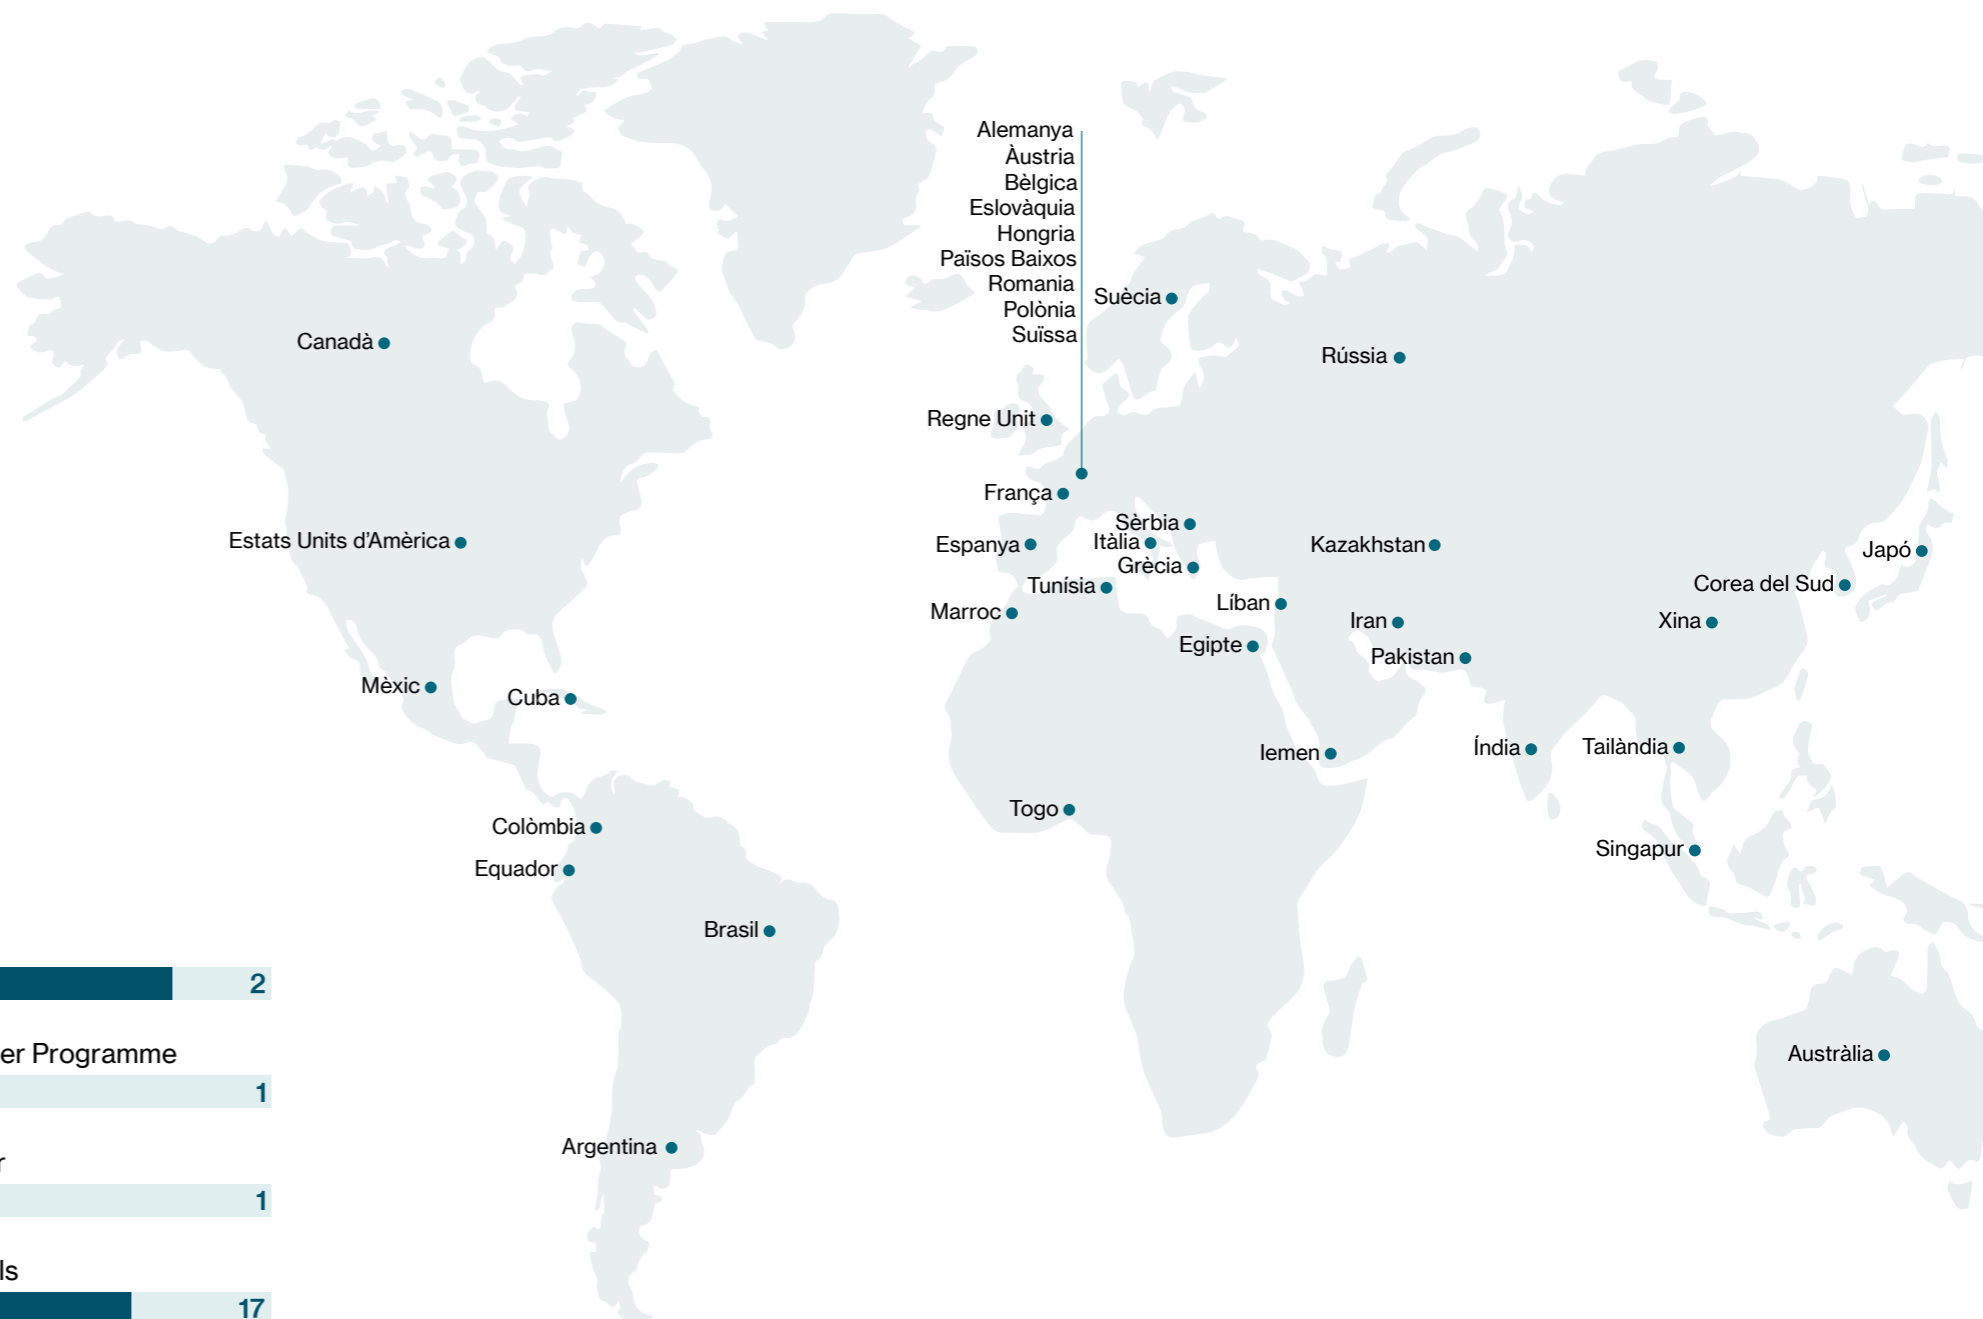 Alemanya
Àustria
Bèlgica
Eslovàquia
Hongria
Països Baixos
Romania
Polònia
Suïssa
Suècia
Canadà
Rússia
Regne Unit
França
Sèrbia
Estats Units d’Amèrica
Espanya
Itàlia
Kazakhstan
Japó
Grècia
Tunísia
Corea del Sud
Líban
Marroc
Iran
Xina
Egipte
Pakistan
Mèxic
Cuba
Iemen
Índia
Tailàndia
Togo
Colòmbia
Singapur
Equador
Brasil
2
er Programme
Austràlia
1
Argentina
r
1
ls
17